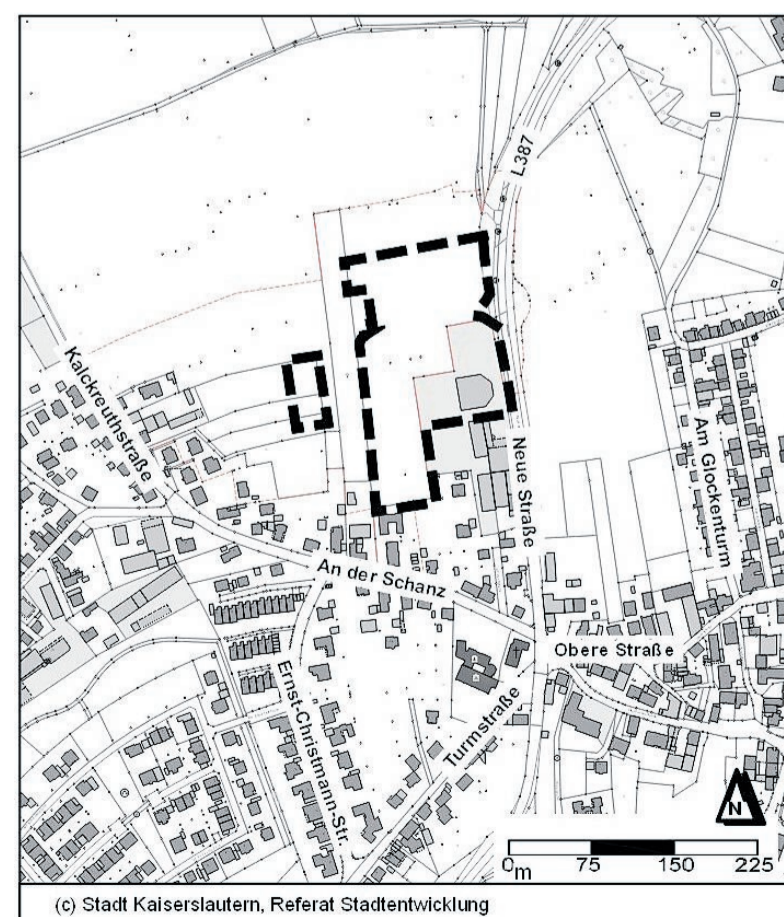 L387
Kalckreuthstraße
Neue Straße
Am Glockenturm
An der Schanz
Obere Straße
Ernst-Christmann-Str.
Turmstraße
N
0m 75 150 225
(c) Stadt Kaiserslautern, Referat Stadtentwicklung